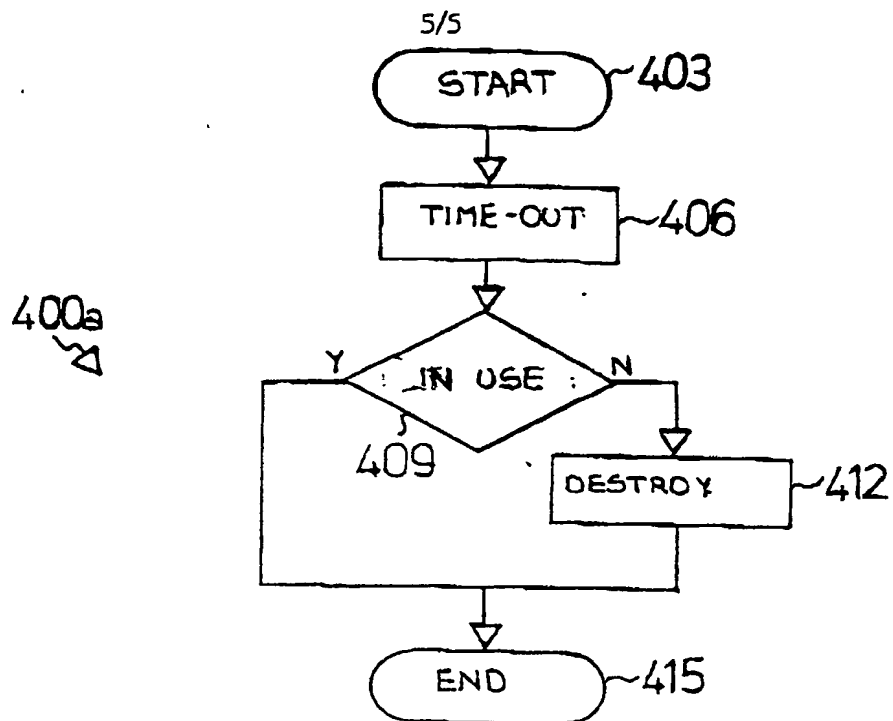 5/5
START 403
TIME-OUT 406
400a
Y IN USE N
409
DESTROY 412
END 415